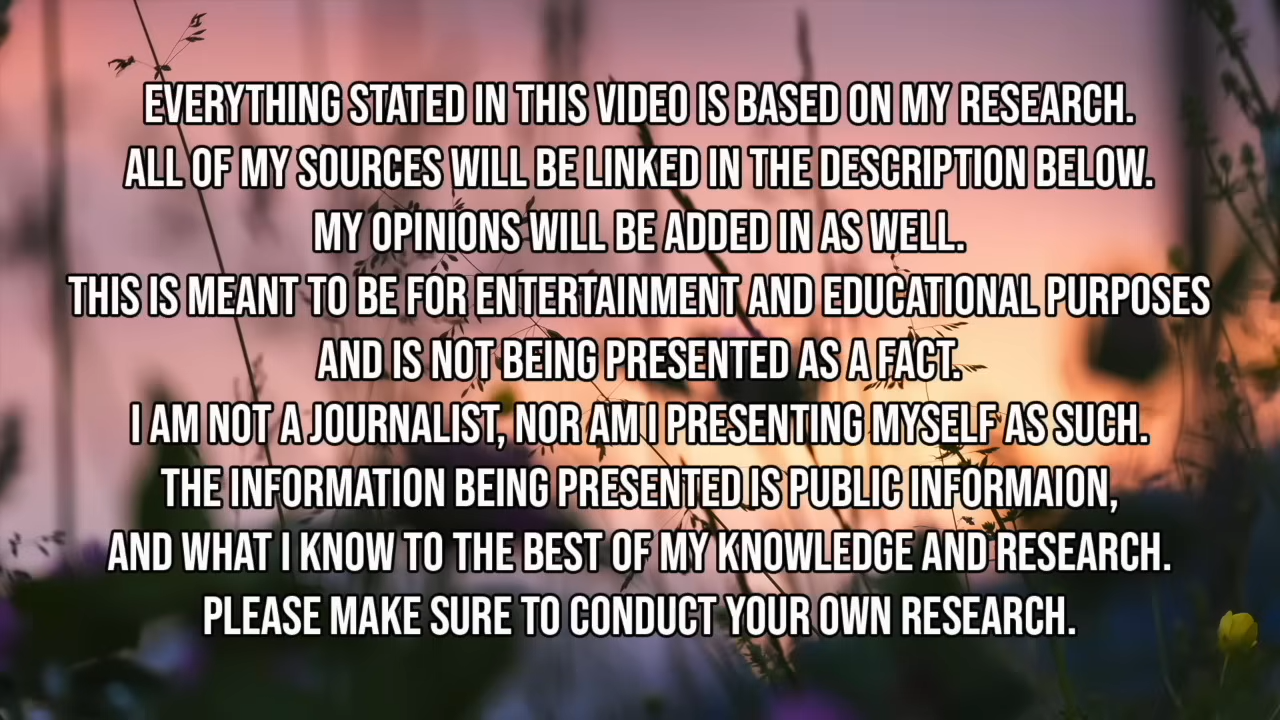 EVERYTHING STATED IN THIS VIDEO IS BASED ON MY RESEARCH.
ALL OF MY SOURCES WILL BE LINKED IN THE DESCRIPTION BELOW.
MY OPINIONS WILL BE ADDED IN AS WELL.
THIS IS MEANT TO BE FOR ENTERTAINMENT AND EDUCATIONAL PURPOSES
AND IS NOT BEING PRESENTED AS A FACT.
I AM NOT A JOURNALIST, NOR AM I PRESENTING MYSELF AS SUCH.
THE INFORMATION BEING PRESENTED IS PUBLIC INFORMAION,
AND WHAT I KNOW TO THE BEST OF MY KNOWLEDGE AND RESEARCH.
PLEASE MAKE SURE TO CONDUCT YOUR OWN RESEARCH.